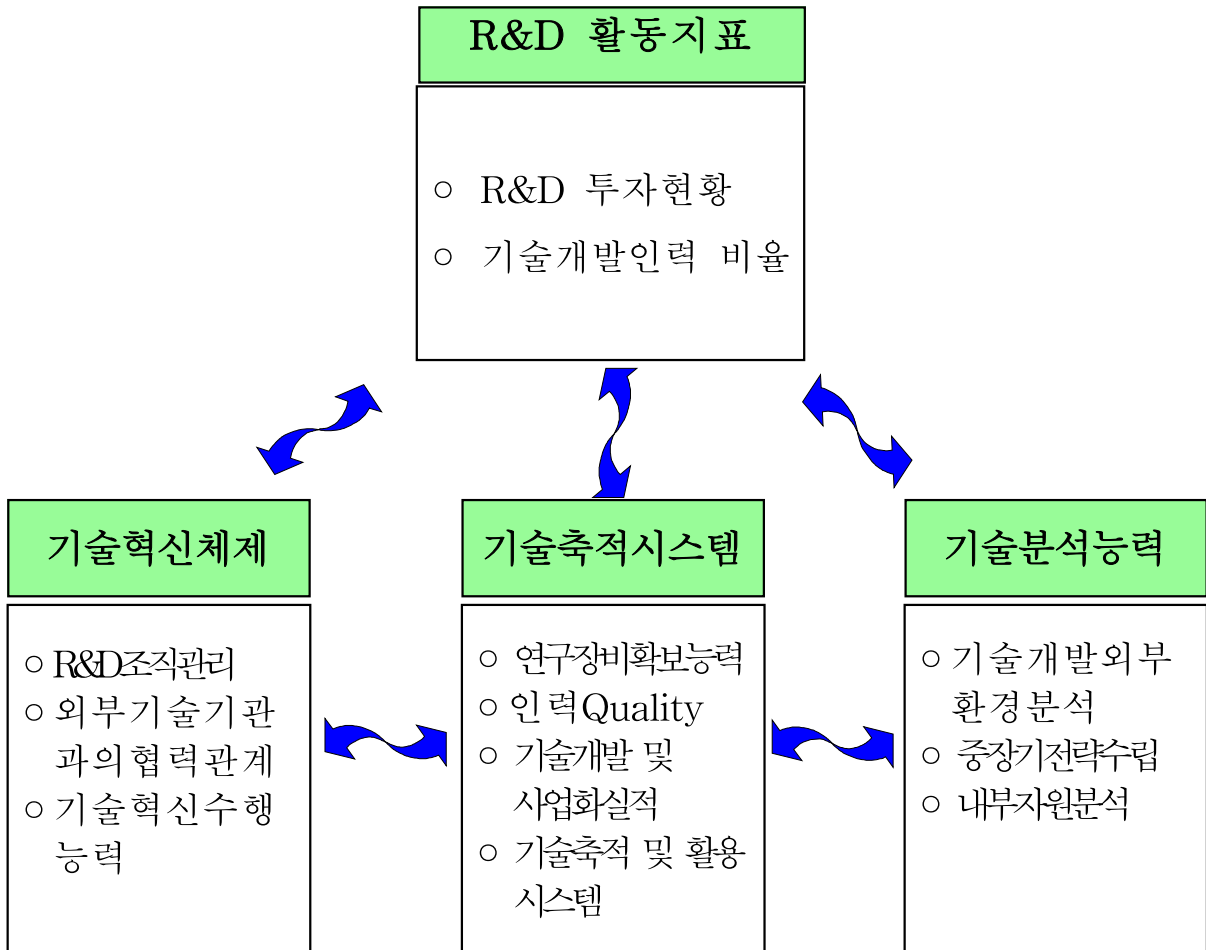 R&D 활동지표
○ R&D 투자현황
○ 기술개발인력 비율
기술혁신체제
○ R&D조직관리
○ 외부기술기관
과의협력관계
○ 기술혁신수행
능력
기술축적시스템
○ 연구장비확보능력
○ 인력Quality
○ 기술개발 및
사업화실적
○ 기술축적 및 활용
시스템
기술분석능력
○ 기술개발외부
환경분석
○ 중장기전략수립
○ 내부자원분석